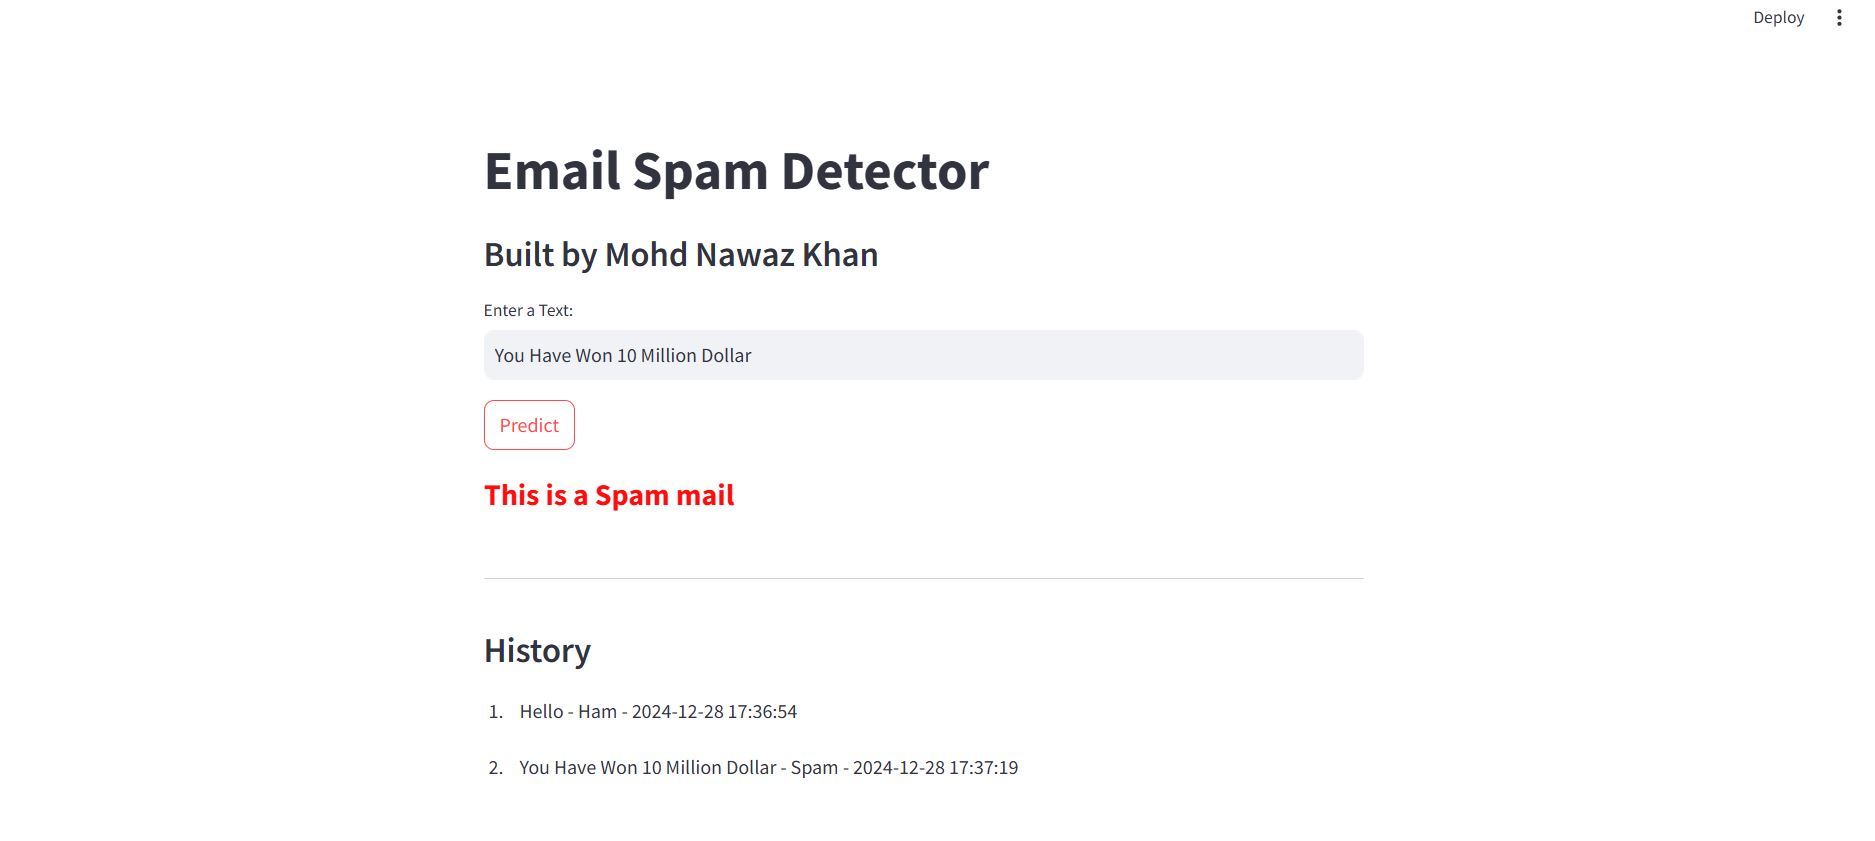 Deploy
Email Spam Detector
Built by Mohd Nawaz Khan
Enter a Text:
You Have Won 10 Million Dollar
Predict
This is a Spam mail
History
1. Hello - Ham - 2024-12-28 17:36:54
2. You Have Won 10 Million Dollar - Spam - 2024-12-28 17:37:19